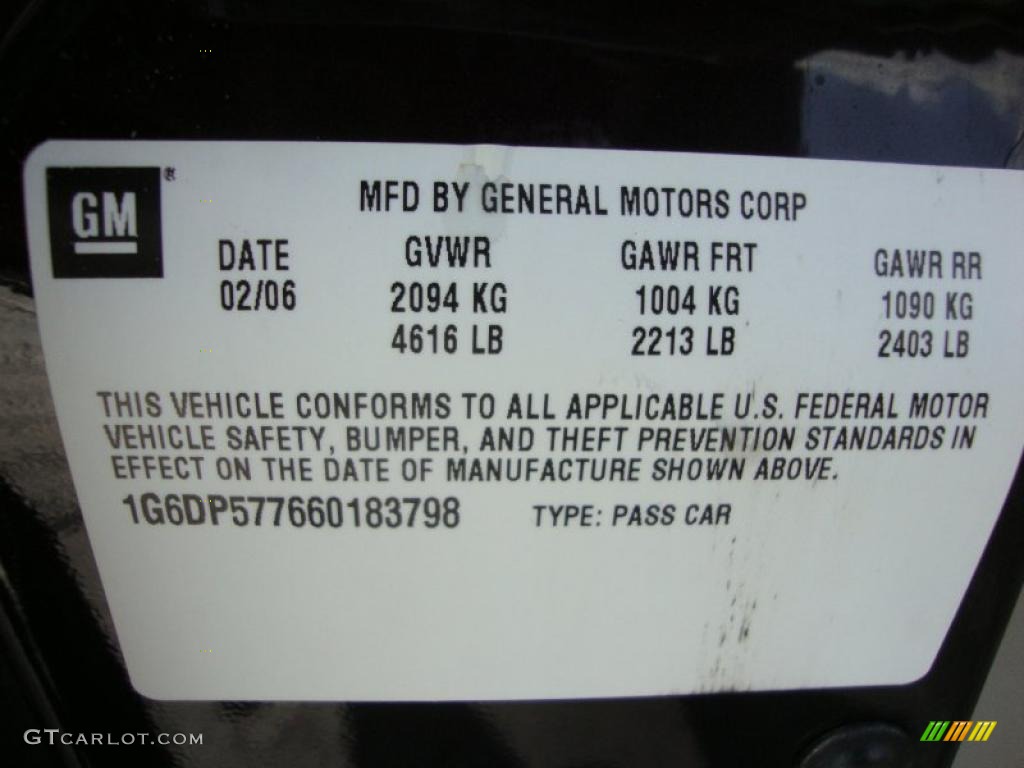 GM®
MFD BY GENERAL MOTORS CORP
DATE GVWR GAWR FRT GAWR RR
02/06 2094 KG 1004 KG 1090 KG
4616 LB 2213 LB 2403 LB
THIS VEHICLE CONFORMS TO ALL APPLICABLE U.S. FEDERAL MOTOR
VEHICLE SAFETY, BUMPER, AND THEFT PREVENTION STANDARDS IN
EFFECT ON THE DATE OF MANUFACTURE SHOWN ABOVE.
1G6DP577660183798 TYPE: PASS CAR
GTCARLOT.COM